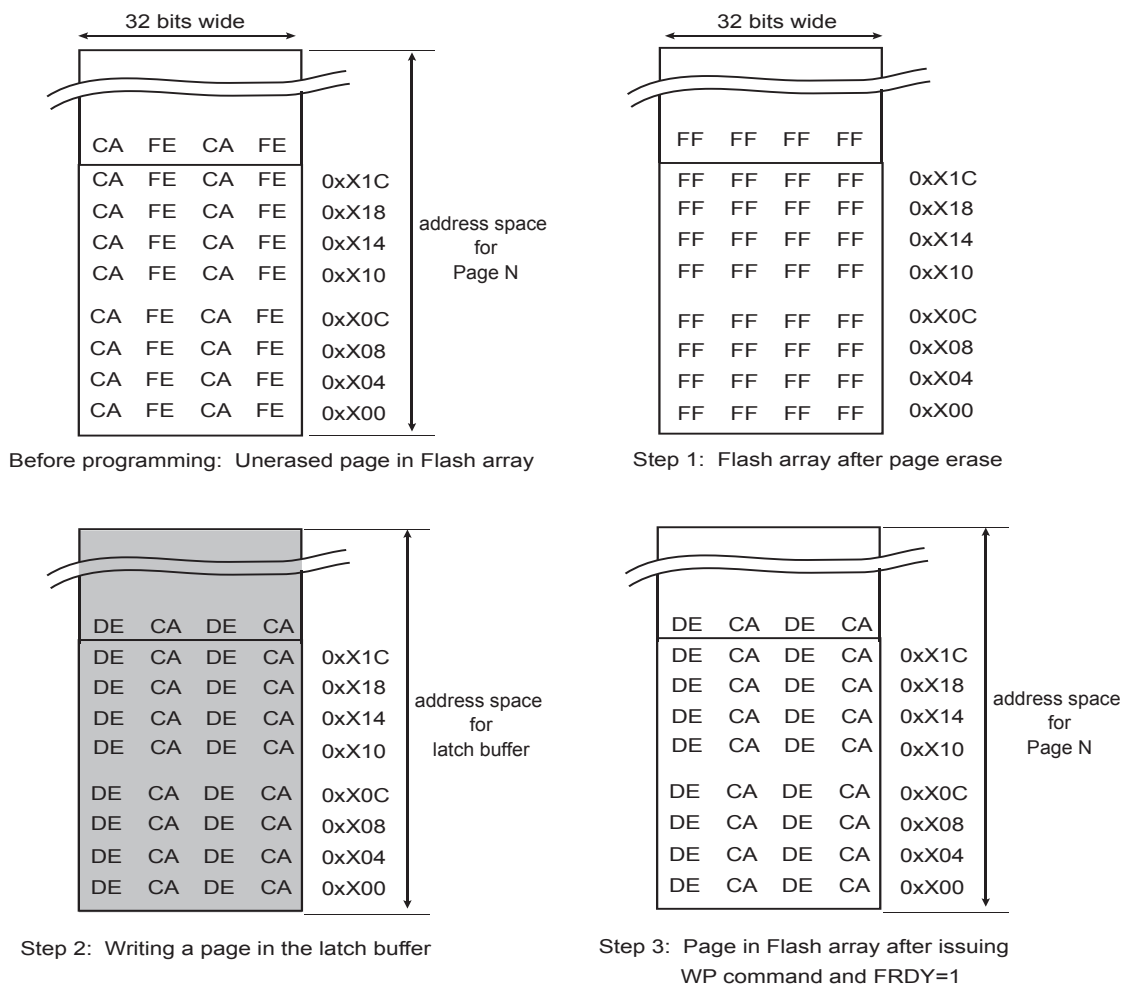 32 bits wide
CA FE CA FE
CA FE CA FE 0xX1C
CA FE CA FE 0xX18
CA FE CA FE 0xX14
CA FE CA FE 0xX10
CA FE CA FE 0xX0C
CA FE CA FE 0xX08
CA FE CA FE 0xX04
CA FE CA FE 0xX00
address space
for
Page N
Before programming: Unerased page in Flash array
32 bits wide
FF FF FF FF
FF FF FF FF 0xX1C
FF FF FF FF 0xX18
FF FF FF FF 0xX14
FF FF FF FF 0xX10
FF FF FF FF 0xX0C
FF FF FF FF 0xX08
FF FF FF FF 0xX04
FF FF FF FF 0xX00
Step 1: Flash array after page erase
DE CA DE CA
DE CA DE CA 0xX1C
DE CA DE CA 0xX18
DE CA DE CA 0xX14
DE CA DE CA 0xX10
DE CA DE CA 0xX0C
DE CA DE CA 0xX08
DE CA DE CA 0xX04
DE CA DE CA 0xX00
address space
for
latch buffer
Step 2: Writing a page in the latch buffer
DE CA DE CA
DE CA DE CA 0xX1C
DE CA DE CA 0xX18
DE CA DE CA 0xX14
DE CA DE CA 0xX10
DE CA DE CA 0xX0C
DE CA DE CA 0xX08
DE CA DE CA 0xX04
DE CA DE CA 0xX00
address space
for
Page N
Step 3: Page in Flash array after issuing
WP command and FRDY=1